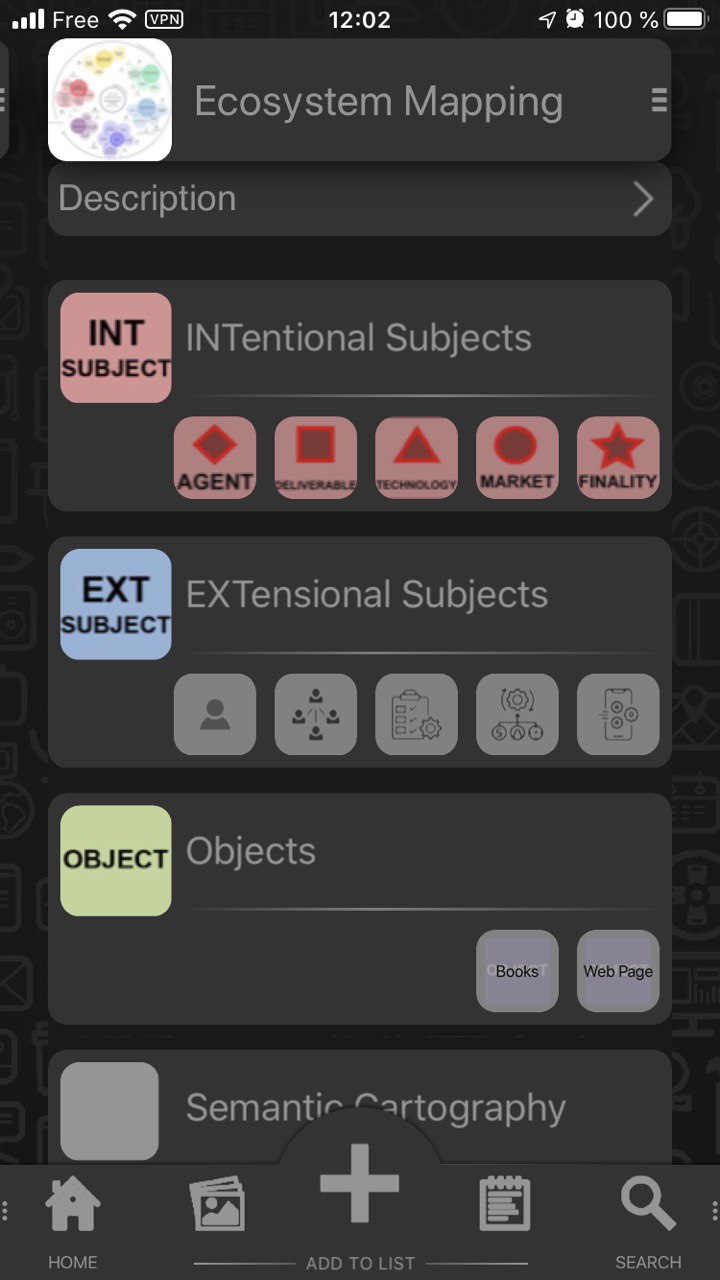 Free VPN 12:02 100 %
Ecosystem Mapping
Description
INT
SUBJECT
INTentional Subjects
AGENT DELIVERABLE TECHNOLOGY MARKET FINALITY
EXT
SUBJECT
EXTensional Subjects
OBJECT
Objects
Books Web Page
Semantic Cartography
HOME ADD TO LIST SEARCH